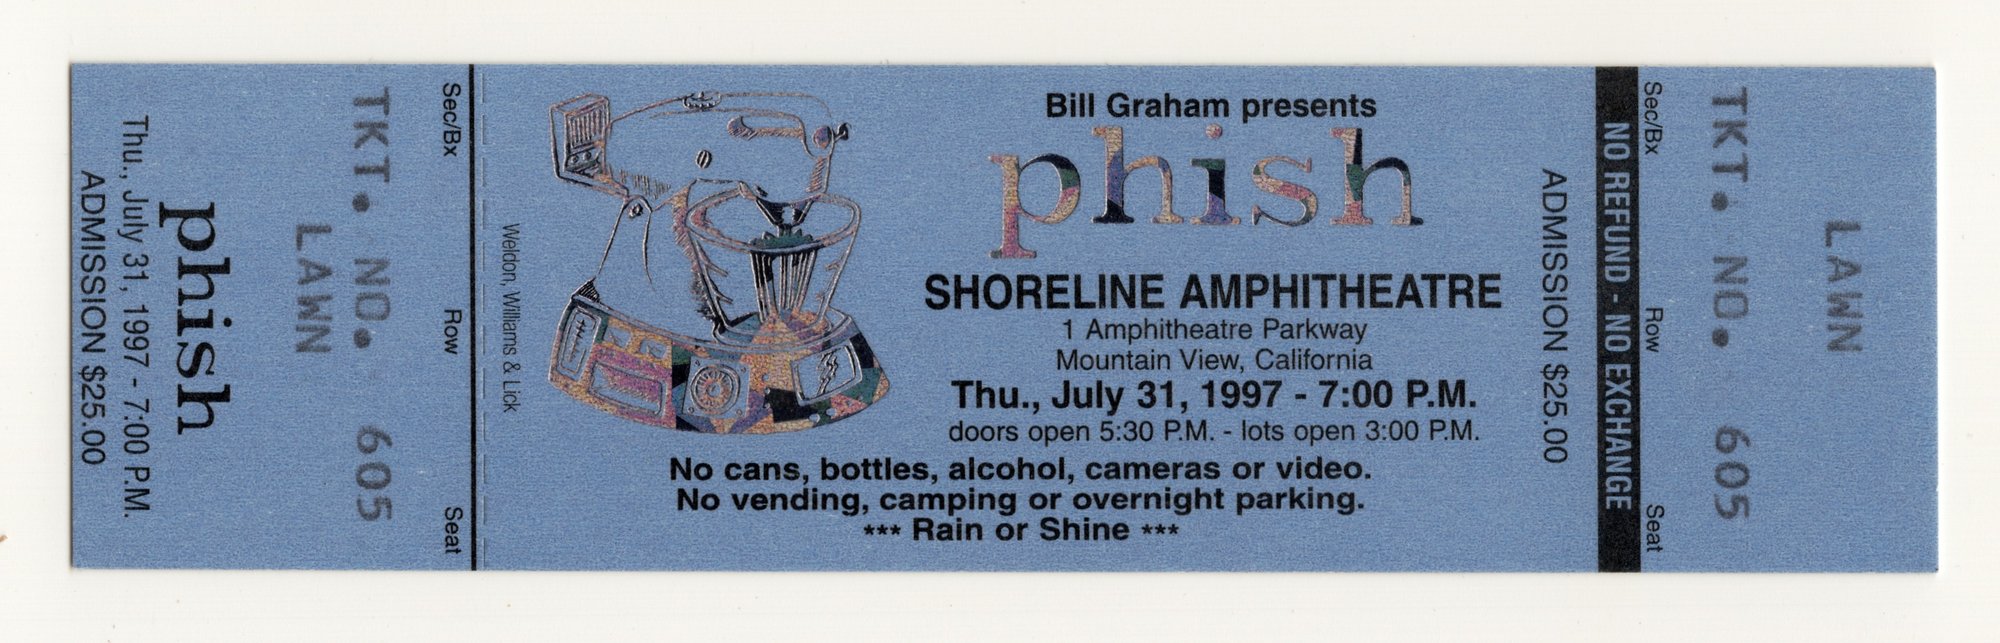 phish
Thu., July 31, 1997 - 7:00 P.M.
ADMISSION $25.00
Sec/Bx Row Seat
TKT. NO. 605
LAWN
Weldon, Williams & Lick
Bill Graham presents
phish
SHORELINE AMPHITHEATRE
1 Amphitheatre Parkway
Mountain View, California
Thu., July 31, 1997 - 7:00 P.M.
doors open 5:30 P.M. - lots open 3:00 P.M.
No cans, bottles, alcohol, cameras or video.
No vending, camping or overnight parking.
*** Rain or Shine ***
ADMISSION $25.00
NO REFUND - NO EXCHANGE
Sec/Bx Row Seat
TKT. NO. 605
LAWN